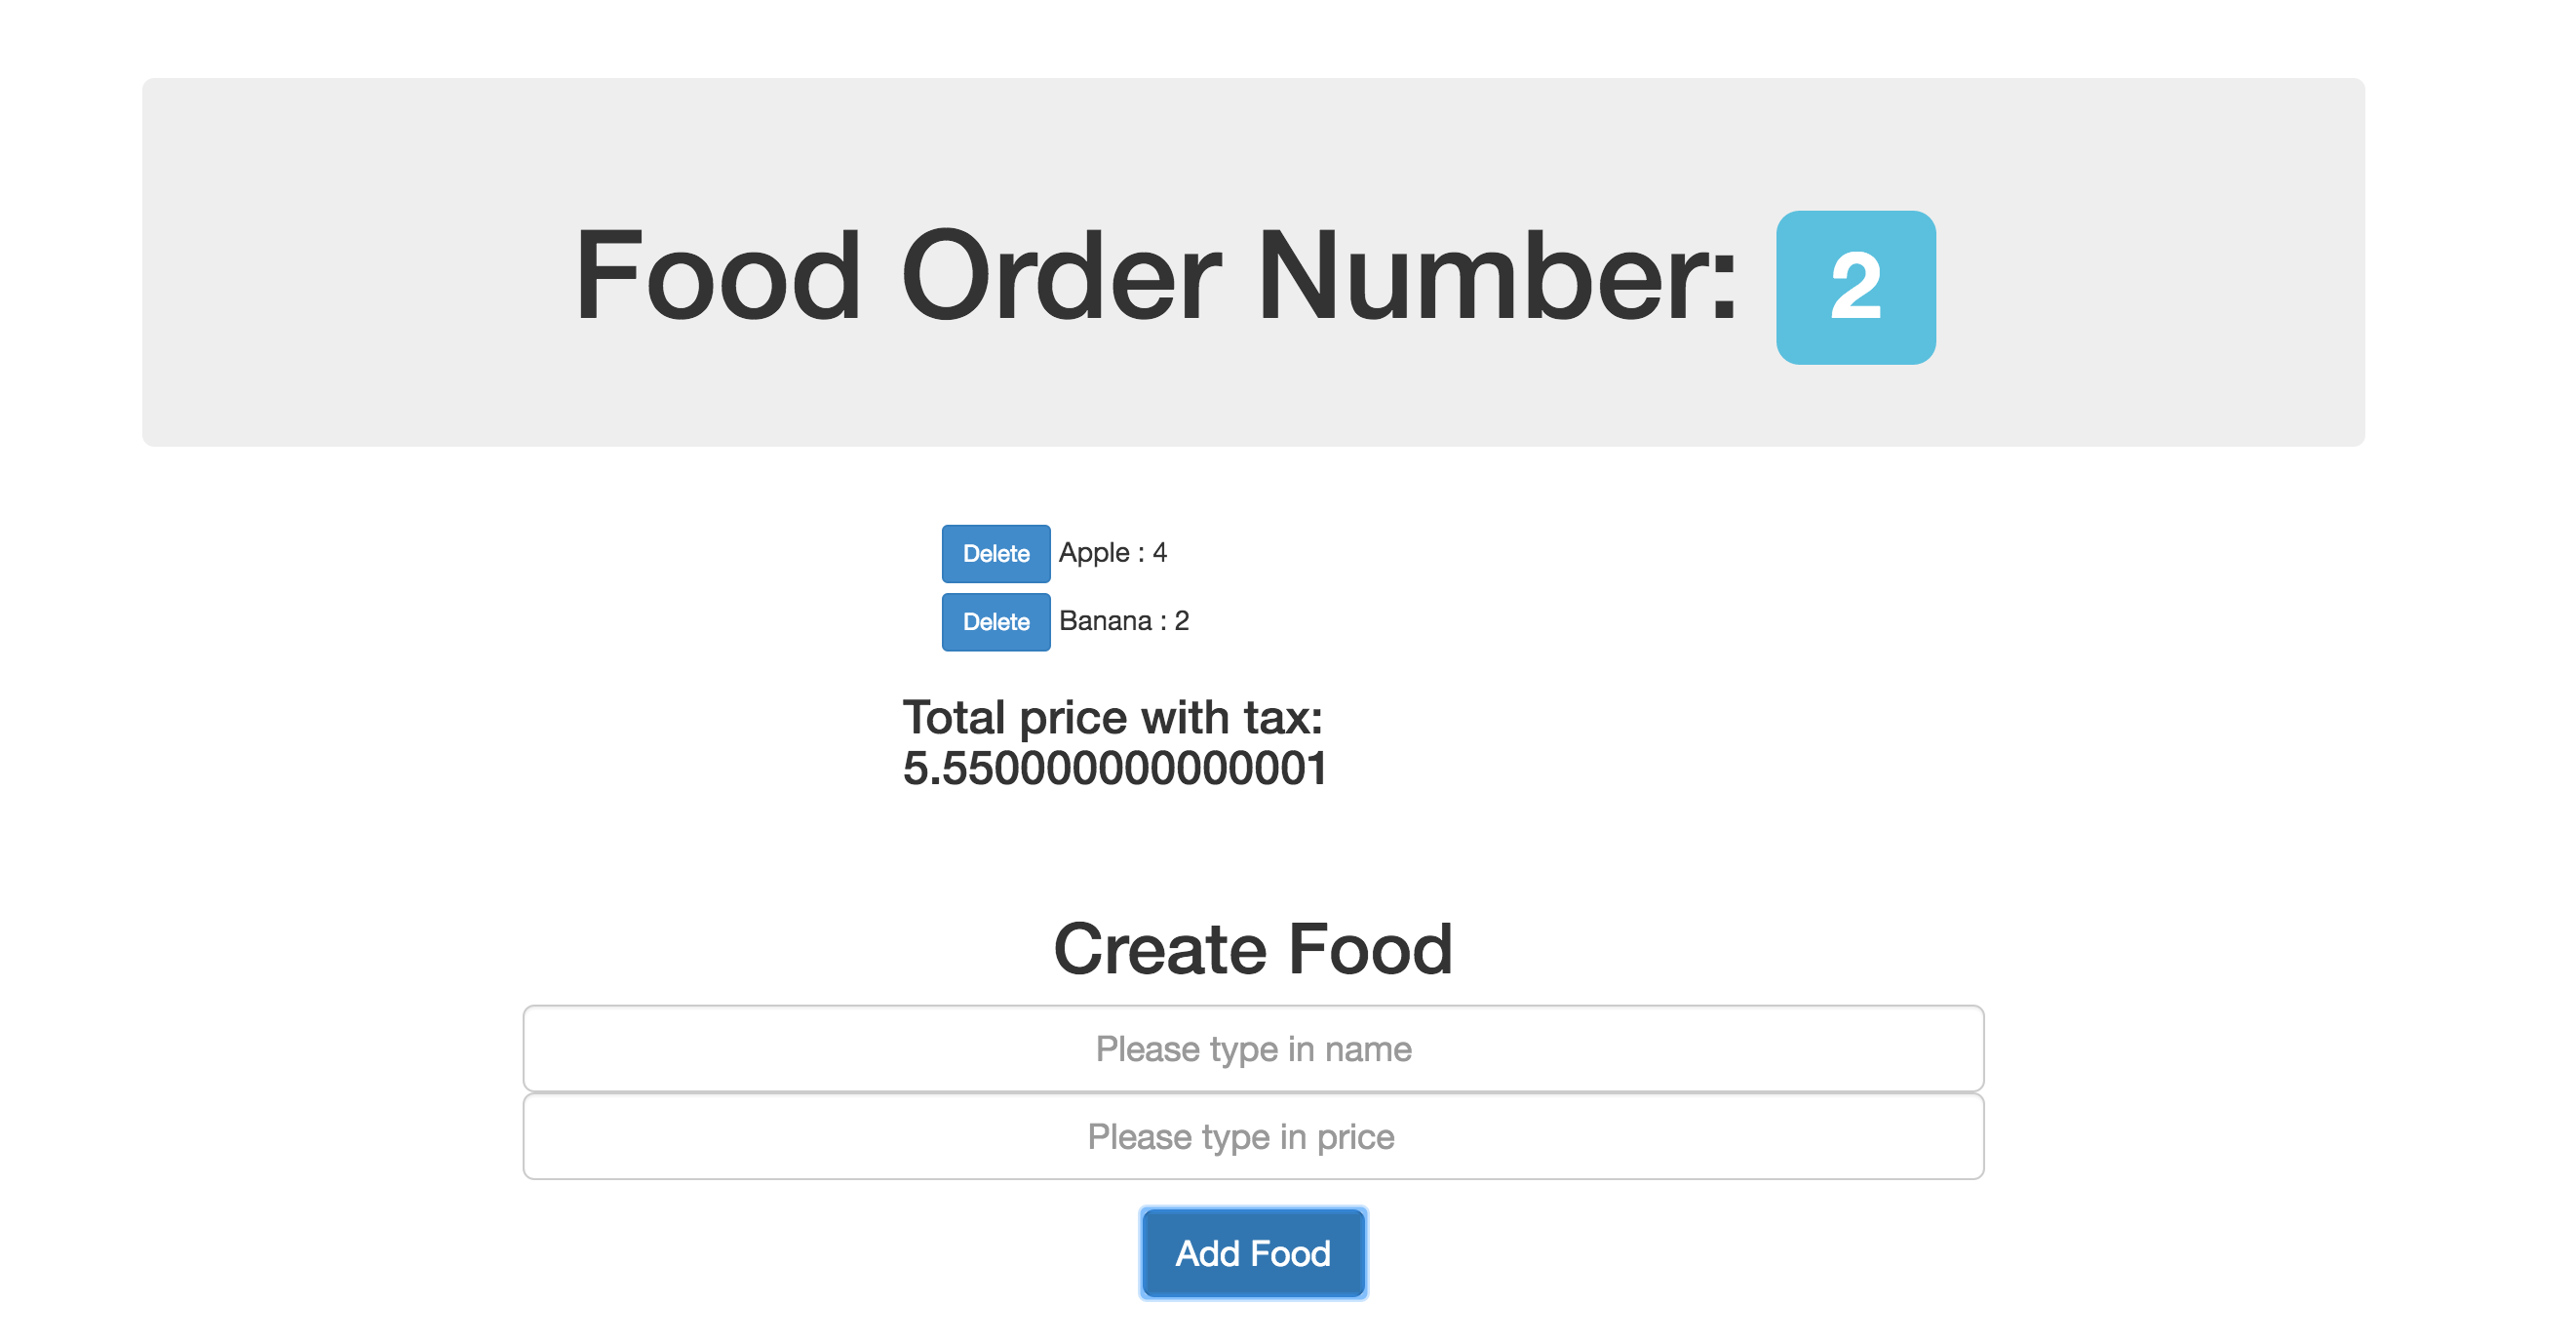 Food Order Number: 2
Delete Apple : 4
Delete Banana : 2
Total price with tax:
5.550000000000001
Create Food
Please type in name
Please type in price
Add Food